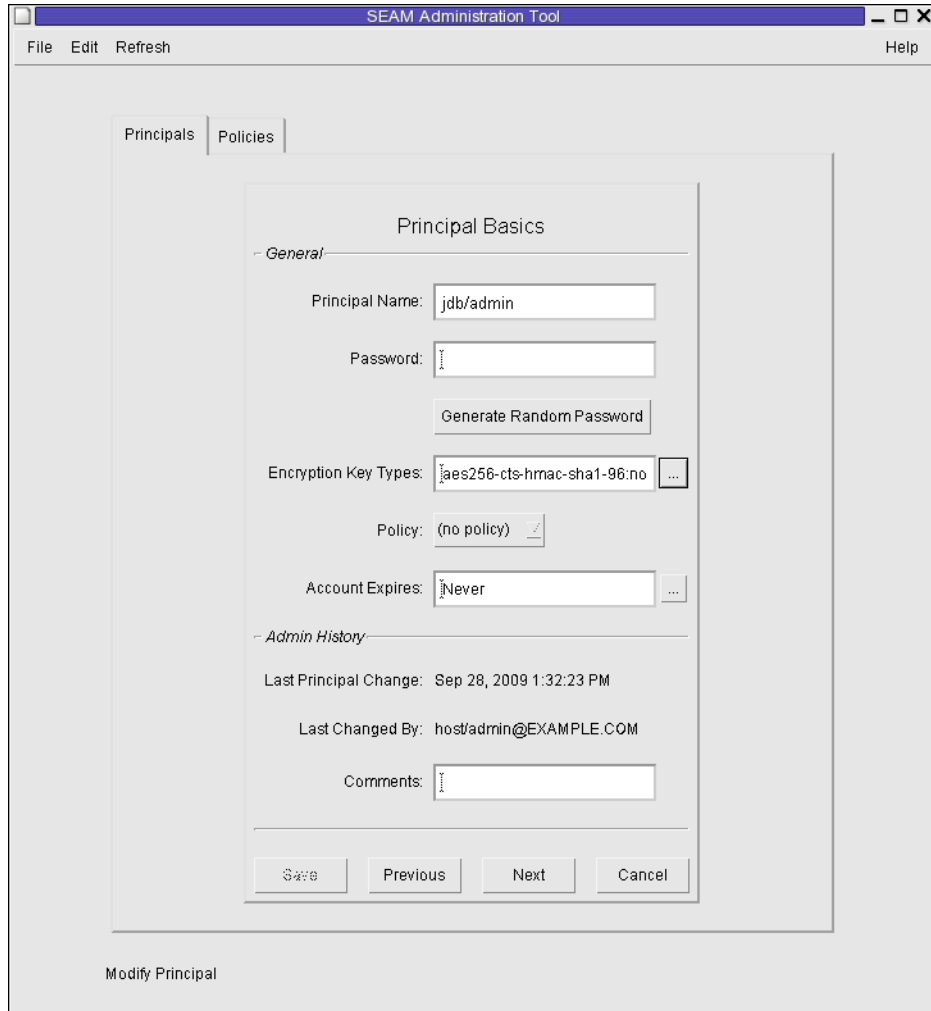 SEAM Administration Tool
File Edit Refresh Help
Principals Policies
Principal Basics
General
Principal Name: jdb/admin
Password:
Generate Random Password
Encryption Key Types: aes256-cts-hmac-sha1-96:no ...
Policy: (no policy)
Account Expires: Never ...
Admin History
Last Principal Change: Sep 28, 2009 1:32:23 PM
Last Changed By: host/admin@EXAMPLE.COM
Comments:
Save Previous Next Cancel
Modify Principal